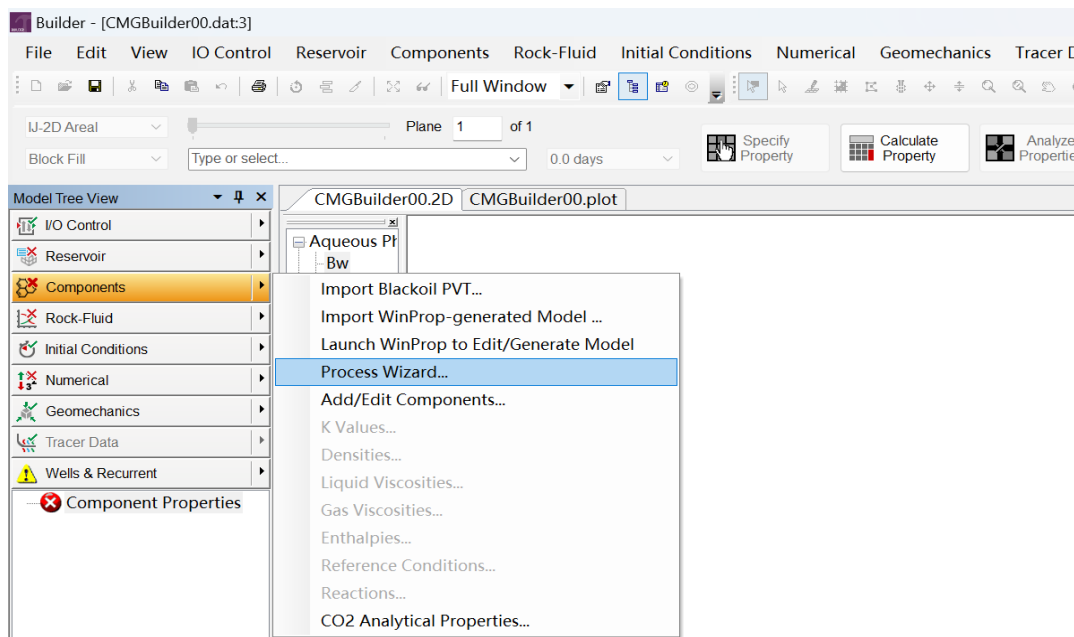 Builder - [CMGBuilder00.dat:3]
File Edit View IO Control Reservoir Components Rock-Fluid Initial Conditions Numerical Geomechanics Tracer
Full Window
IJ-2D Areal Plane 1 of 1
Block Fill Type or select... 0.0 days
Specify Property
Calculate Property
Analyze
Model Tree View
CMGBuilder00.2D CMGBuilder00.plot
I/O Control
Reservoir
Components
Rock-Fluid
Initial Conditions
Numerical
Geomechanics
Tracer Data
Wells & Recurrent
Component Properties
Aqueous Ph
Bw
Import Blackoil PVT...
Import WinProp-generated Model ...
Launch WinProp to Edit/Generate Model
Process Wizard...
Add/Edit Components...
K Values...
Densities...
Liquid Viscosities...
Gas Viscosities...
Enthalpies...
Reference Conditions...
Reactions...
CO2 Analytical Properties...